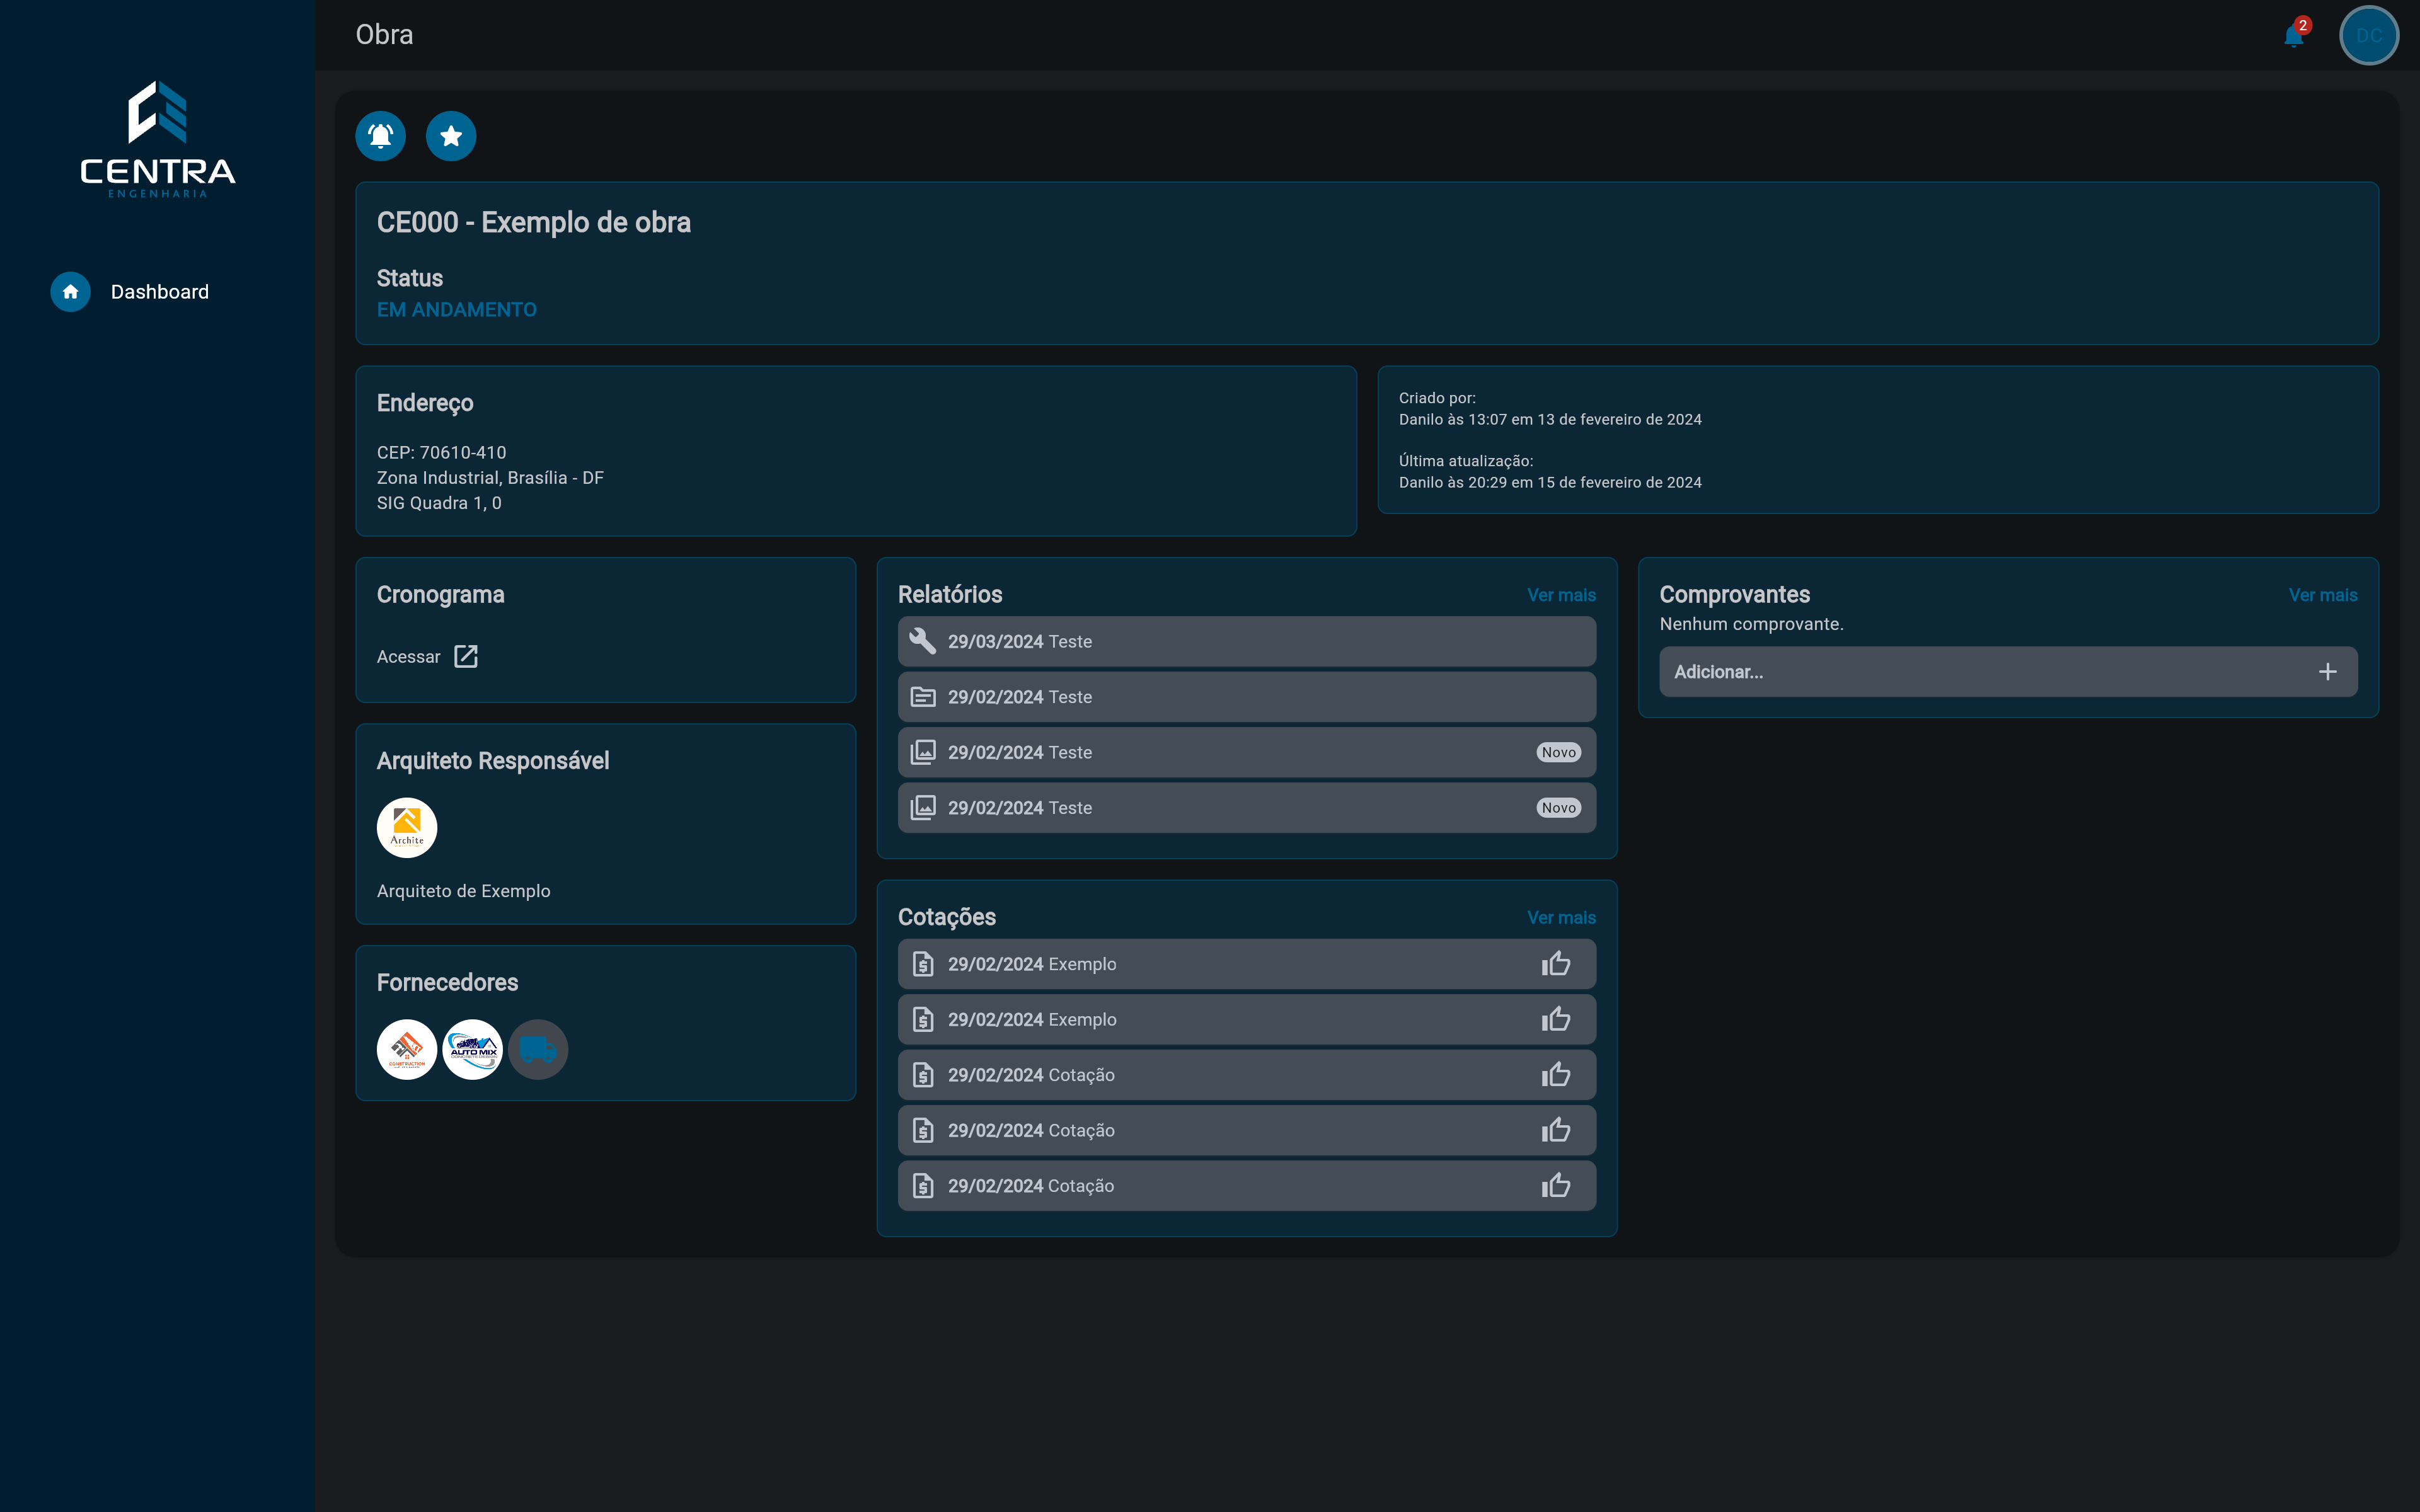 Obra
2
DC
CENTRA
ENGENHARIA
Dashboard
CE000 - Exemplo de obra
Status
EM ANDAMENTO
Endereço
CEP: 70610-410
Zona Industrial, Brasília - DF
SIG Quadra 1, 0
Criado por:
Danilo às 13:07 em 13 de fevereiro de 2024
Última atualização:
Danilo às 20:29 em 15 de fevereiro de 2024
Cronograma
Acessar
Arquiteto Responsável
Archite
Arquiteto de Exemplo
Fornecedores
CONSTRUCTION
AUTO MIX
Relatórios
Ver mais
29/03/2024 Teste
29/02/2024 Teste
29/02/2024 Teste Novo
29/02/2024 Teste Novo
Cotações
Ver mais
29/02/2024 Exemplo
29/02/2024 Exemplo
29/02/2024 Cotação
29/02/2024 Cotação
29/02/2024 Cotação
Comprovantes
Ver mais
Nenhum comprovante.
Adicionar...